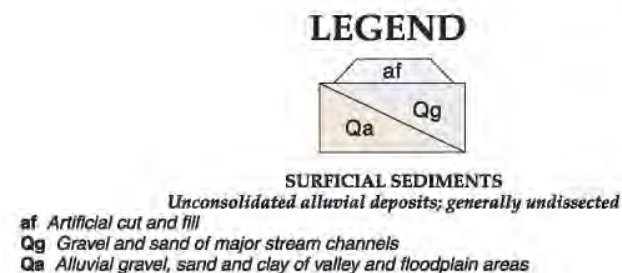 LEGEND
af
Qg
Qa
SURFICIAL SEDIMENTS
Unconsolidated alluvial deposits; generally undissected
af Artificial cut and fill
Qg Gravel and sand of major stream channels
Qa Alluvial gravel, sand and clay of valley and floodplain areas